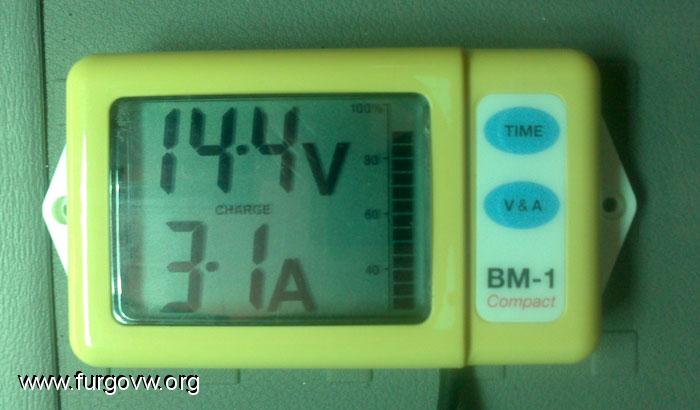 100%
14.4V
80
CHARGE
60
3.1A
40
TIME
V & A
BM-1
Compact
www.furgovw.org